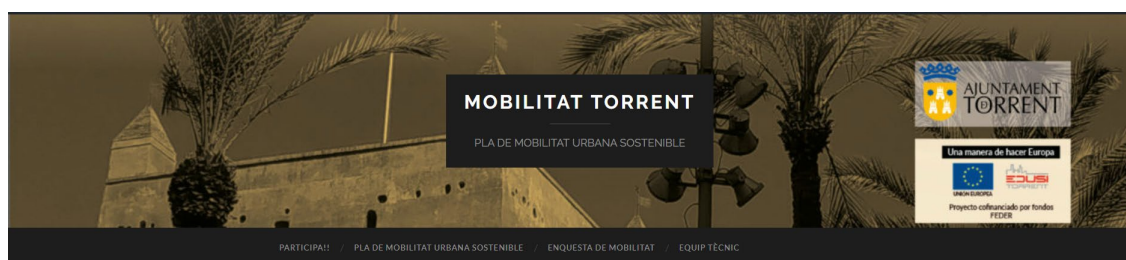 MOBILITAT TORRENT
PLA DE MOBILITAT URBANA SOSTENIBLE
AJUNTAMENT
DE TORRENT
Una manera de hacer Europa
UNION EUROPEA
EDUSI
TORRENT
Proyecto cofinanciado por fondos
FEDER
PARTICIPA!! / PLA DE MOBILITAT URBANA SOSTENIBLE / ENQUESTA DE MOBILITAT / EQUIP TÈCNIC